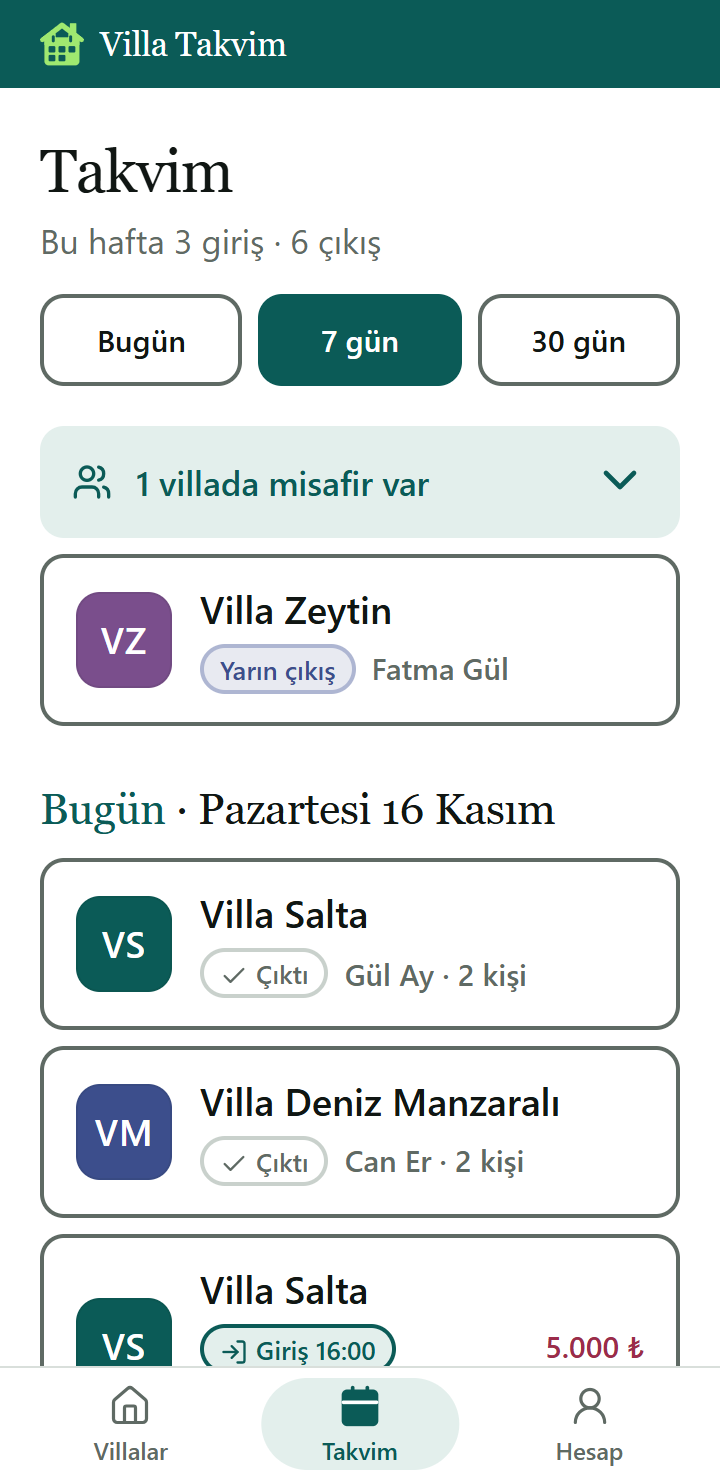 Villa Takvim
Takvim
Bu hafta 3 giriş · 6 çıkış
Bugün
7 gün
30 gün
1 villada misafir var
VZ
Villa Zeytin
Yarın çıkış
Fatma Gül
Bugün · Pazartesi 16 Kasım
VS
Villa Salta
Çıktı
Gül Ay · 2 kişi
VM
Villa Deniz Manzaralı
Çıktı
Can Er · 2 kişi
VS
Villa Salta
Giriş 16:00
5.000 ₺
Villalar
Takvim
Hesap